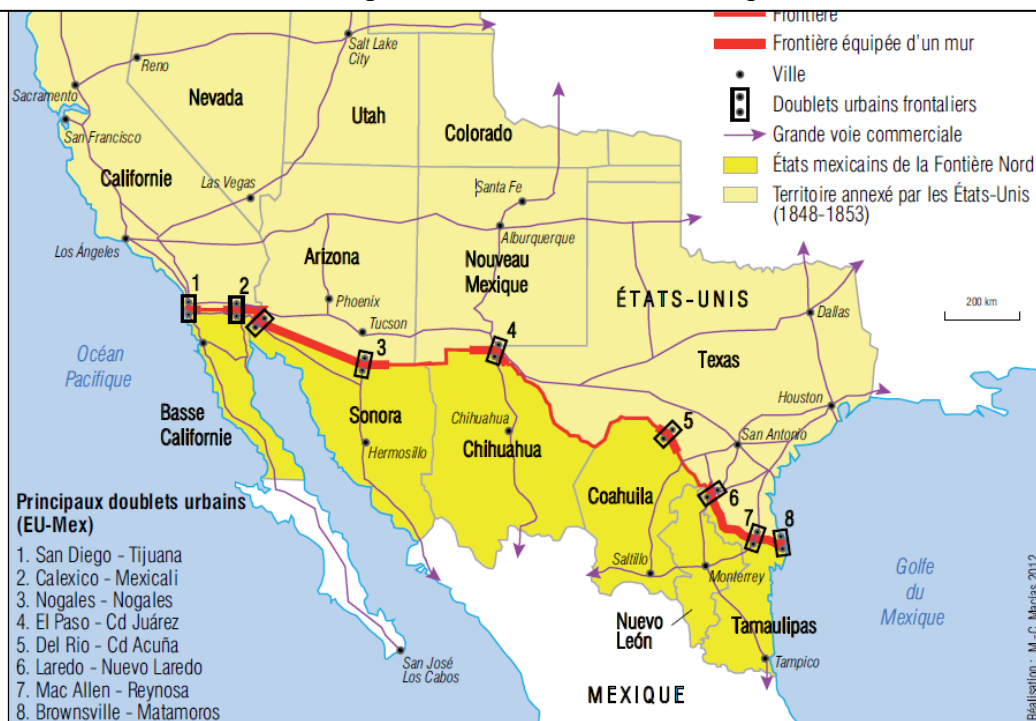 Frontière
Frontière équipée d'un mur
Ville
Doublets urbains frontaliers
Grande voie commerciale
États mexicains de la Fontière Nord
Territoire annexé par les États-Unis
(1848-1853)
Salt Lake
City
Reno
Sacramento
Nevada
Utah
San Francisco
Colorado
Californie
Las Vegas
Santa Fe
Los Ángeles
Alburquerque
Arizona
Nouveau
Mexique
ÉTATS-UNIS
200 km
1
2
Phoenix
Dallas
Tucson
4
3
Texas
Océan
Pacifique
Houston
Basse
Californie
Sonora
Chihuahua
Chihuahua
5
San Antonio
Hermosillo
Coahuila
6
7
8
Principaux doublets urbains
(EU-Mex)
1. San Diego - Tijuana
2. Calexico - Mexicali
3. Nogales - Nogales
4. El Paso - Cd Juárez
5. Del Rio - Cd Acuña
6. Laredo - Nuevo Laredo
7. Mac Allen - Reynosa
8. Brownsville - Matamoros
Saltillo
Monterrey
Golfe
du
Mexique
Nuevo
León
Tamaulipas
San José
Los Cabos
Tampico
MEXIQUE
Réalisation : M.-C. Macías 2012